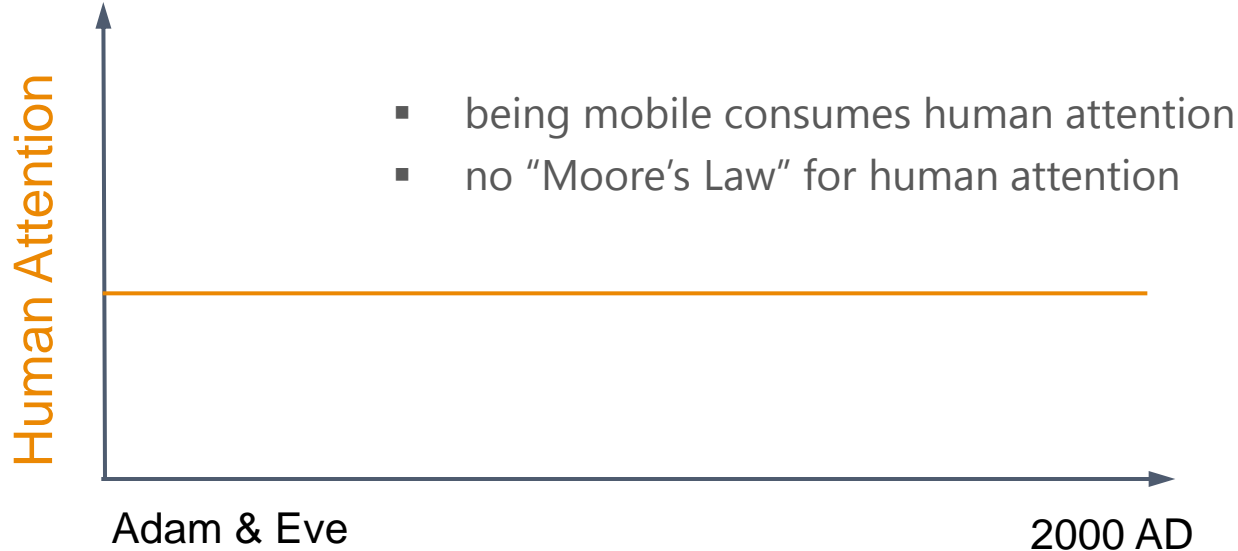 Human Attention
▪ being mobile consumes human attention
▪ no “Moore’s Law” for human attention
Adam & Eve
2000 AD